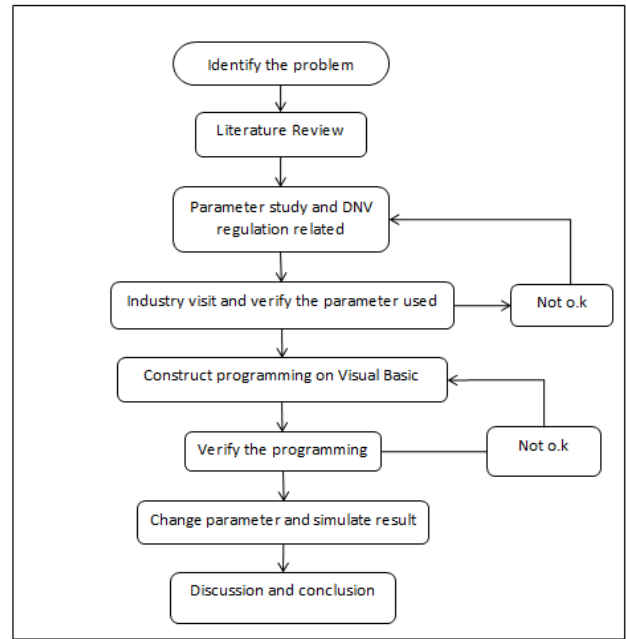 Identify the problem
Literature Review
Parameter study and DNV
regulation related
Industry visit and verify the parameter used
Not o.k
Construct programming on Visual Basic
Verify the programming
Not o.k
Change parameter and simulate result
Discussion and conclusion